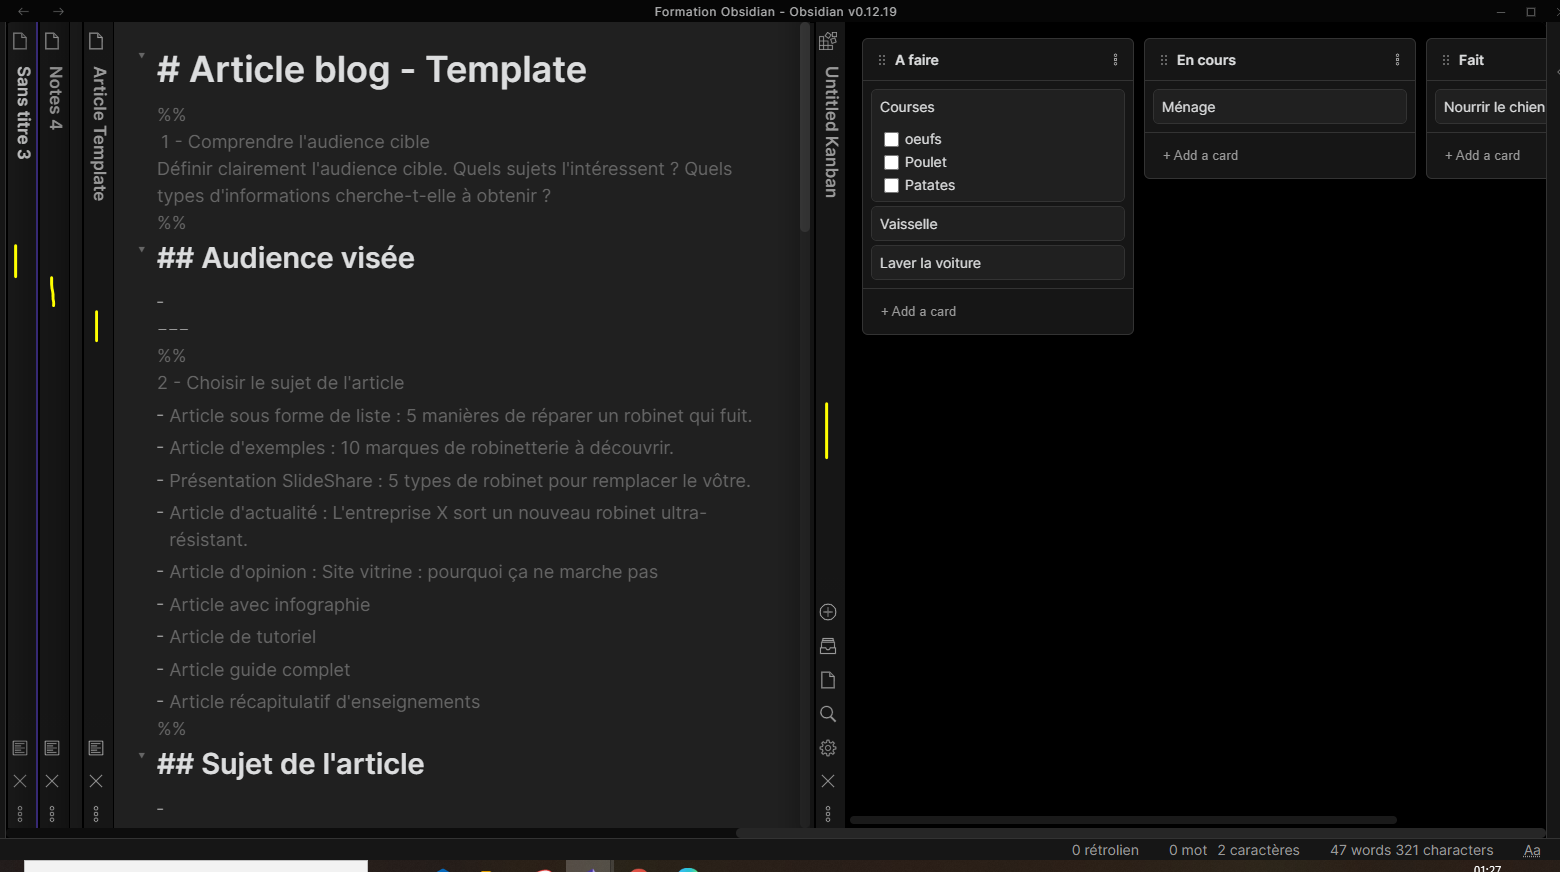 Formation Obsidian - Obsidian v0.12.19
Sans titre 3
Notes 4
Article Template
# Article blog - Template
%%
1 - Comprendre l'audience cible
Définir clairement l'audience cible. Quels sujets l'intéressent ? Quels
types d'informations cherche-t-elle à obtenir ?
%%
## Audience visée
-
---
%%
2 - Choisir le sujet de l'article
- Article sous forme de liste : 5 manières de réparer un robinet qui fuit.
- Article d'exemples : 10 marques de robinetterie à découvrir.
- Présentation SlideShare : 5 types de robinet pour remplacer le vôtre.
- Article d'actualité : L'entreprise X sort un nouveau robinet ultra-
résistant.
- Article d'opinion : Site vitrine : pourquoi ça ne marche pas
- Article avec infographie
- Article de tutoriel
- Article guide complet
- Article récapitulatif d'enseignements
%%
## Sujet de l'article
-
Untitled Kanban
A faire
Courses
oeufs
Poulet
Patates
Vaisselle
Laver la voiture
+ Add a card
En cours
Ménage
+ Add a card
Fait
Nourrir le chien
+ Add a card
0 rétrolien 0 mot 2 caractères 47 words 321 characters Aa
01:27